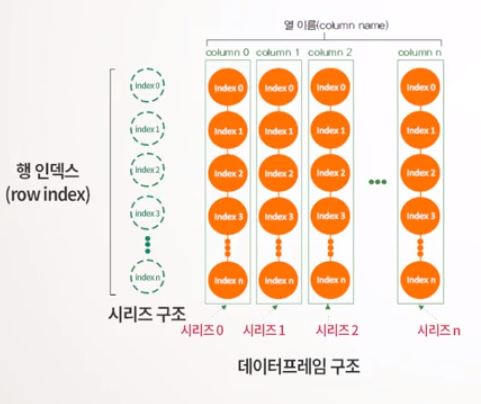 열 이름(column name)
column 0 column 1 column 2 column n
index 0 Index 0 Index 0 Index 0 Index 0
index 1 Index 1 Index 1 Index 1 Index 1
행 인덱스
(row index)
index 2 Index 2 Index 2 Index 2 Index 2
index 3 Index 3 Index 3 Index 3 Index 3
index n Index n Index n Index n Index n
시리즈 구조
시리즈 0 시리즈 1 시리즈 2 시리즈 n
데이터프레임 구조